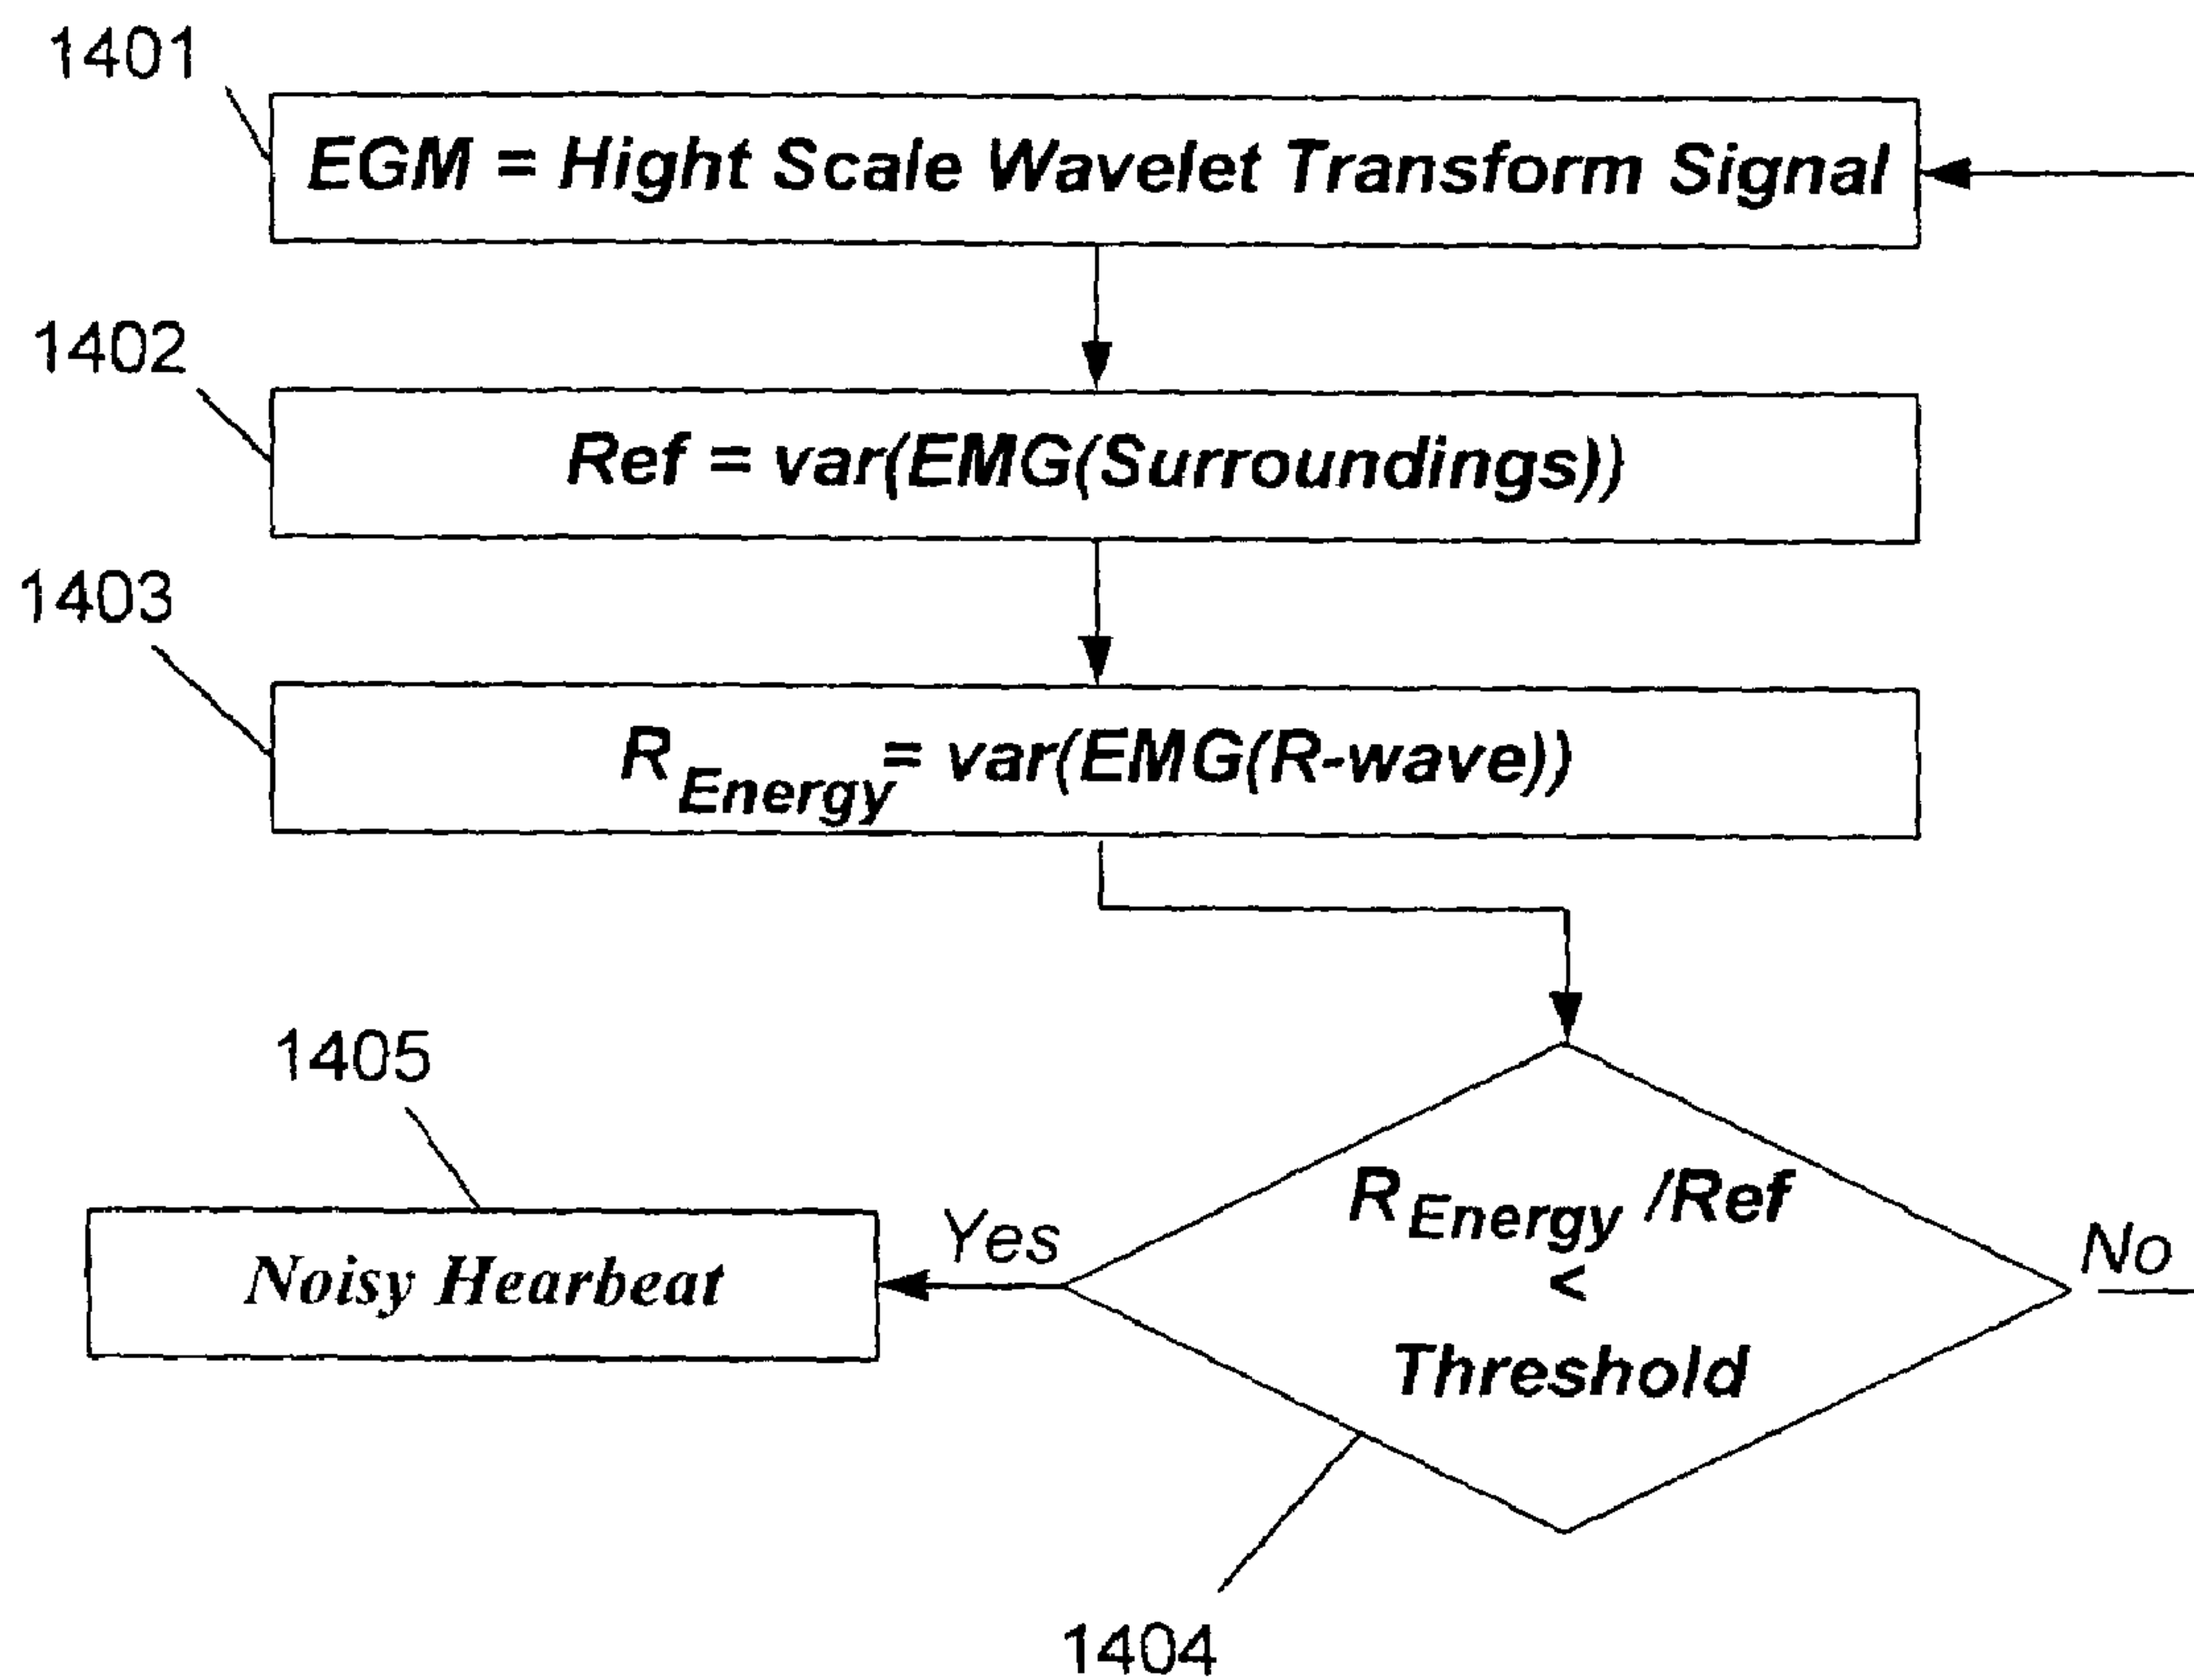 1401
EGM = Hight Scale Wavelet Transform Signal
1402
Ref = var(EMG(Surroundings))
1403
R Energy = var(EMG(R-wave))
1405
Noisy Hearbeat
Yes
R Energy /Ref
<
Threshold
No
1404